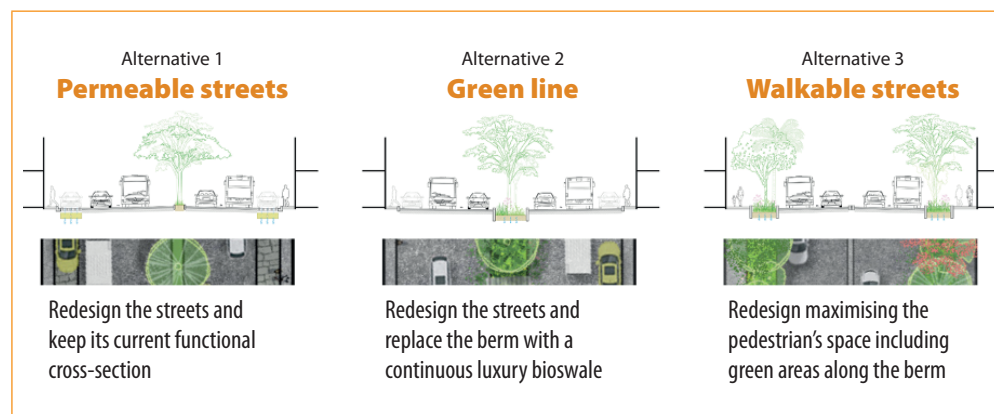 Alternative 1
Permeable streets
Redesign the streets and
keep its current functional
cross-section
Alternative 2
Green line
Redesign the streets and
replace the berm with a
continuous luxury bioswale
Alternative 3
Walkable streets
Redesign maximising the
pedestrian's space including
green areas along the berm